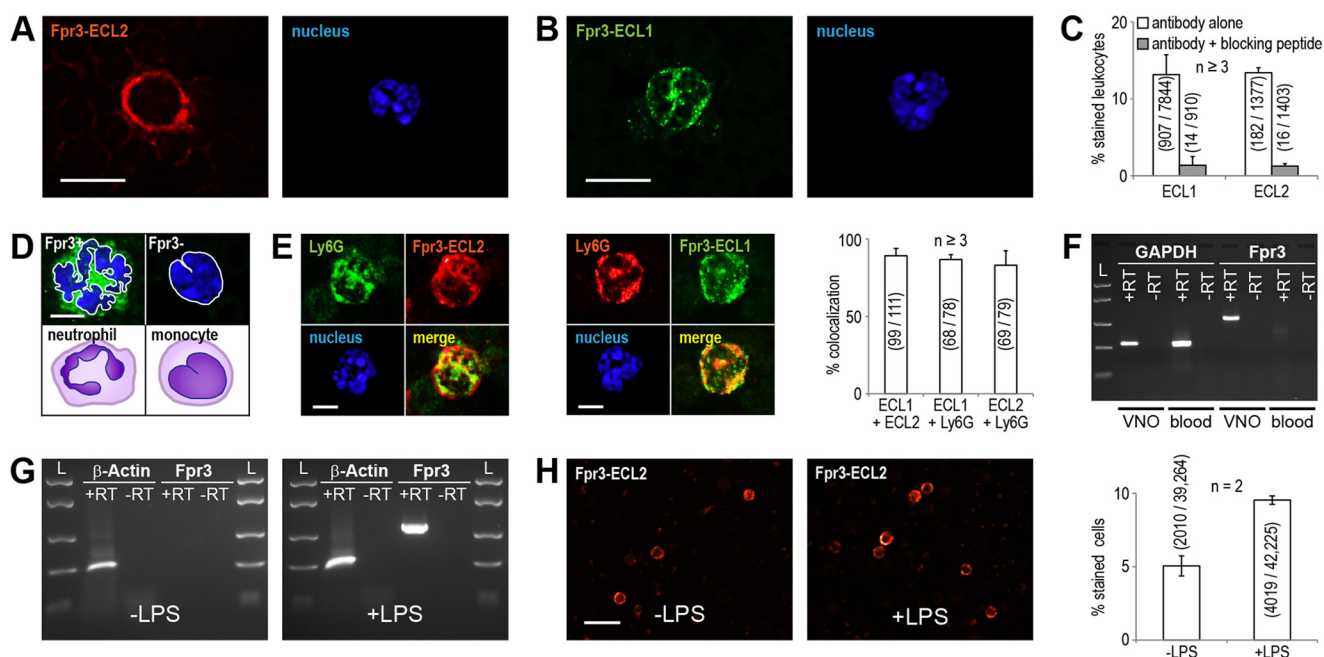 A
Fpr3-ECL2
nucleus
B
Fpr3-ECL1
nucleus
C
antibody alone
antibody + blocking peptide
n ≥ 3
% stained leukocytes
20
10
0
(907 / 7844)
(14 / 910)
(182 / 1377)
(16 / 1403)
ECL1
ECL2
D
Fpr3+
Fpr3-
neutrophil
monocyte
E
Ly6G
Fpr3-ECL2
nucleus
merge
Ly6G
Fpr3-ECL1
nucleus
merge
% colocalization
100
50
0
n ≥ 3
(99 / 111)
(68 / 78)
(69 / 79)
ECL1 ECL1 ECL2
+ ECL2 +Ly6G +Ly6G
F
GAPDH Fpr3
L +RT -RT +RT -RT +RT -RT +RT -RT
VNO blood VNO blood
G
L β-Actin Fpr3 L
+RT -RT +RT -RT
-LPS
L β-Actin Fpr3 L
+RT -RT +RT -RT
+LPS
H
Fpr3-ECL2
-LPS
Fpr3-ECL2
+LPS
% stained cells
10
5
0
n = 2
(2010 / 39,264)
(4019 / 42,225)
-LPS +LPS